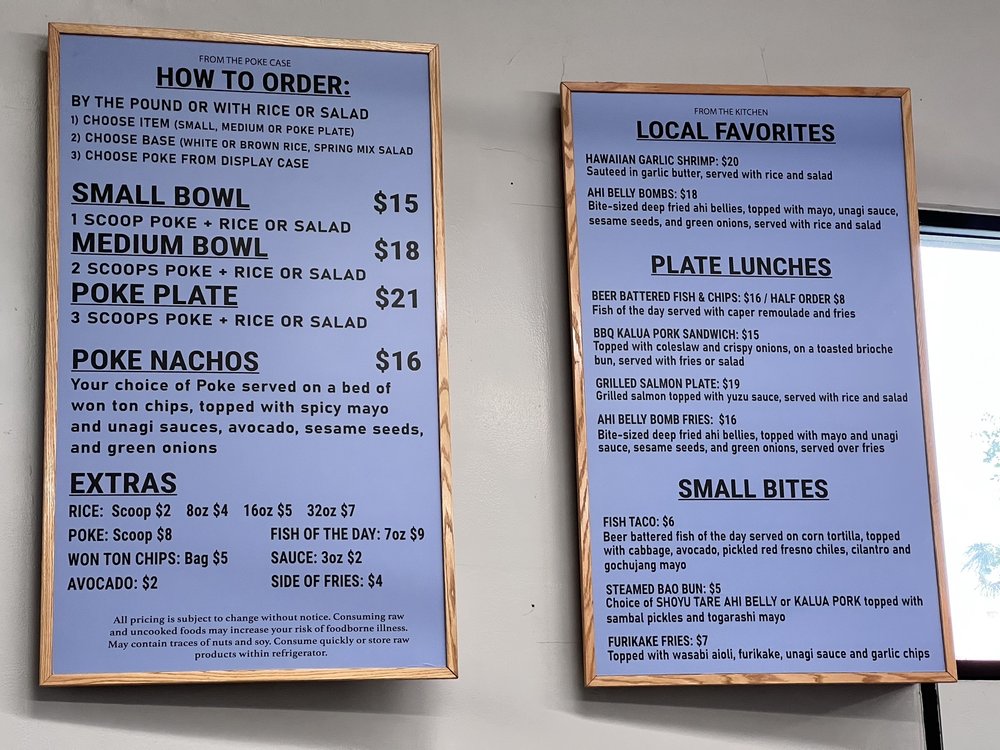 FROM THE POKE CASE
HOW TO ORDER:
BY THE POUND OR WITH RICE OR SALAD
1) CHOOSE ITEM (SMALL, MEDIUM OR POKE PLATE)
2) CHOOSE BASE (WHITE OR BROWN RICE, SPRING MIX SALAD
3) CHOOSE POKE FROM DISPLAY CASE
SMALL BOWL $15
1 SCOOP POKE + RICE OR SALAD
MEDIUM BOWL $18
2 SCOOPS POKE + RICE OR SALAD
POKE PLATE $21
3 SCOOPS POKE + RICE OR SALAD
POKE NACHOS $16
Your choice of Poke served on a bed of
won ton chips, topped with spicy mayo
and unagi sauces, avocado, sesame seeds,
and green onions
EXTRAS
RICE: Scoop $2 8oz $4 16oz $5 32oz $7
POKE: Scoop $8 FISH OF THE DAY: 7oz $9
WON TON CHIPS: Bag $5 SAUCE: 3oz $2
AVOCADO: $2 SIDE OF FRIES: $4
All pricing is subject to change without notice. Consuming raw
and uncooked foods may increase your risk of foodborne illness.
May contain traces of nuts and soy. Consume quickly or store raw
products within refrigerator.
FROM THE KITCHEN
LOCAL FAVORITES
HAWAIIAN GARLIC SHRIMP: $20
Sauteed in garlic butter, served with rice and salad
AHI BELLY BOMBS: $18
Bite-sized deep fried ahi bellies, topped with mayo, unagi sauce,
sesame seeds, and green onions, served with rice and salad
PLATE LUNCHES
BEER BATTERED FISH & CHIPS: $16 / HALF ORDER $8
Fish of the day served with caper remoulade and fries
BBQ KALUA PORK SANDWICH: $15
Topped with coleslaw and crispy onions, on a toasted brioche
bun, served with fries or salad
GRILLED SALMON PLATE: $19
Grilled salmon topped with yuzu sauce, served with rice and salad
AHI BELLY BOMB FRIES: $16
Bite-sized deep fried ahi bellies, topped with mayo and unagi
sauce, sesame seeds, and green onions, served over fries
SMALL BITES
FISH TACO: $6
Beer battered fish of the day served on corn tortilla, topped
with cabbage, avocado, pickled red fresno chiles, cilantro and
gochujang mayo
STEAMED BAO BUN: $5
Choice of SHOYU TARE AHI BELLY or KALUA PORK topped with
sambal pickles and togarashi mayo
FURIKAKE FRIES: $7
Topped with wasabi aioli, furikake, unagi sauce and garlic chips